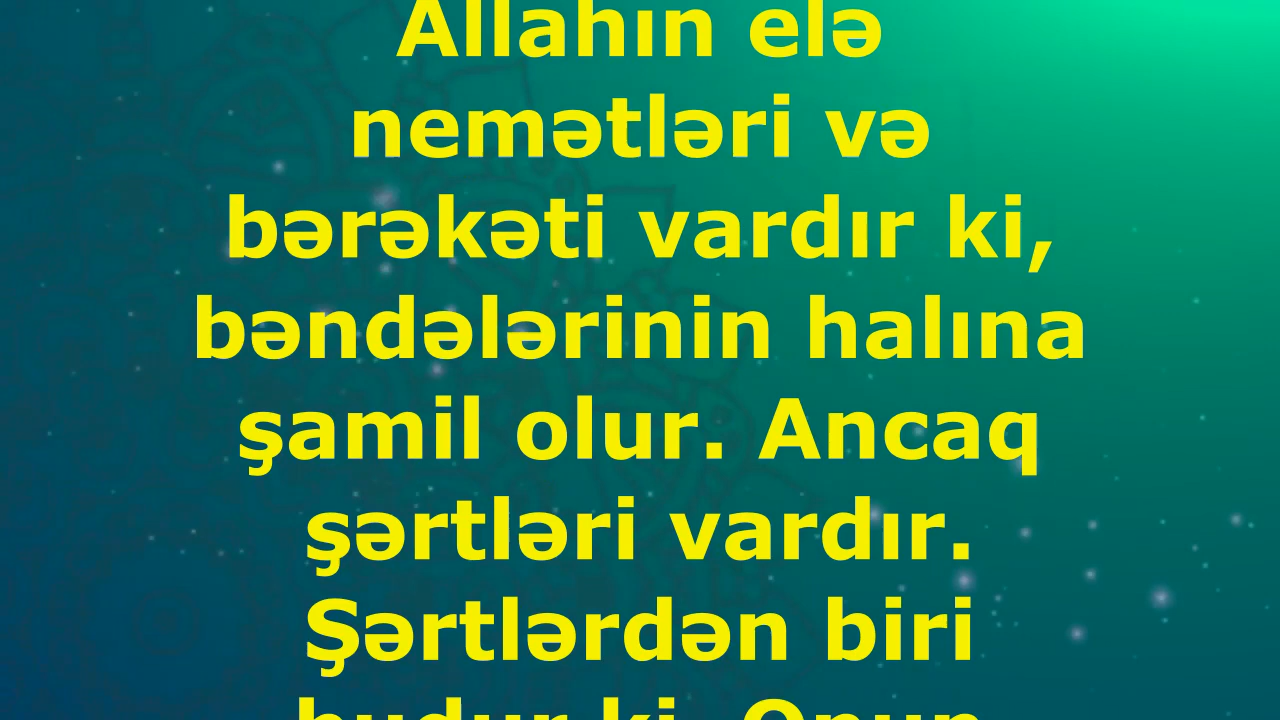 Allahın elə
nemətləri və
bərəkəti vardır ki,
bəndələrinin halına
şamil olur. Ancaq
şərtləri vardır.
Şərtlərdən biri
budur ki, Onun